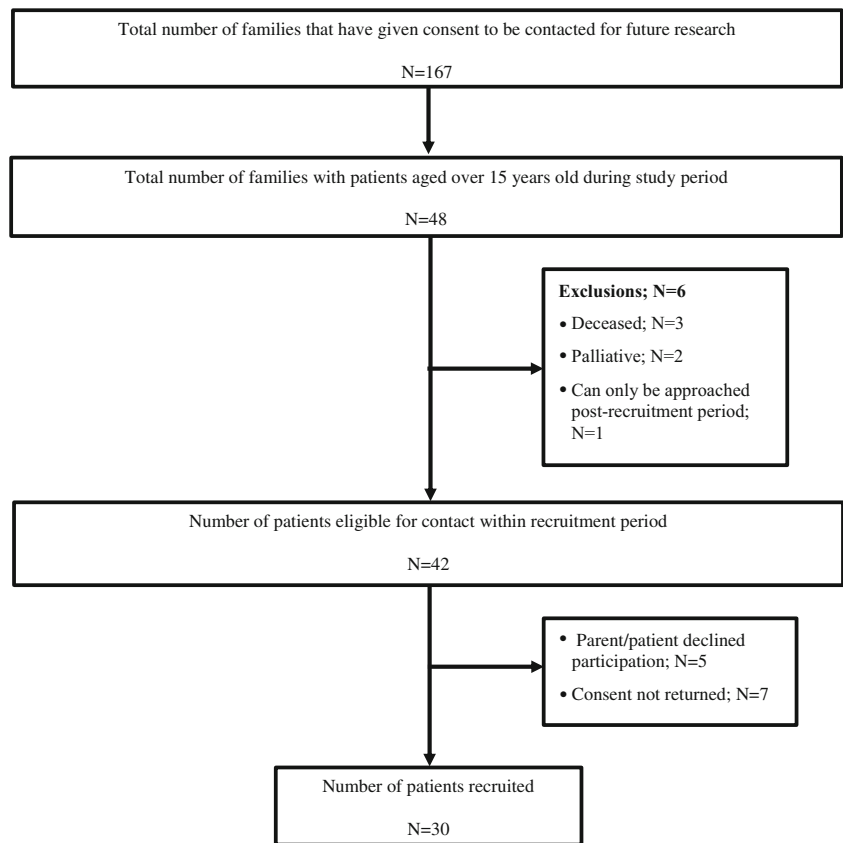 Total number of families that have given consent to be contacted for future research
N=167
Total number of families with patients aged over 15 years old during study period
N=48
Exclusions; N=6
• Deceased; N=3
• Palliative; N=2
• Can only be approached
post-recruitment period;
N=1
Number of patients eligible for contact within recruitment period
N=42
• Parent/patient declined
participation; N=5
• Consent not returned; N=7
Number of patients recruited
N=30